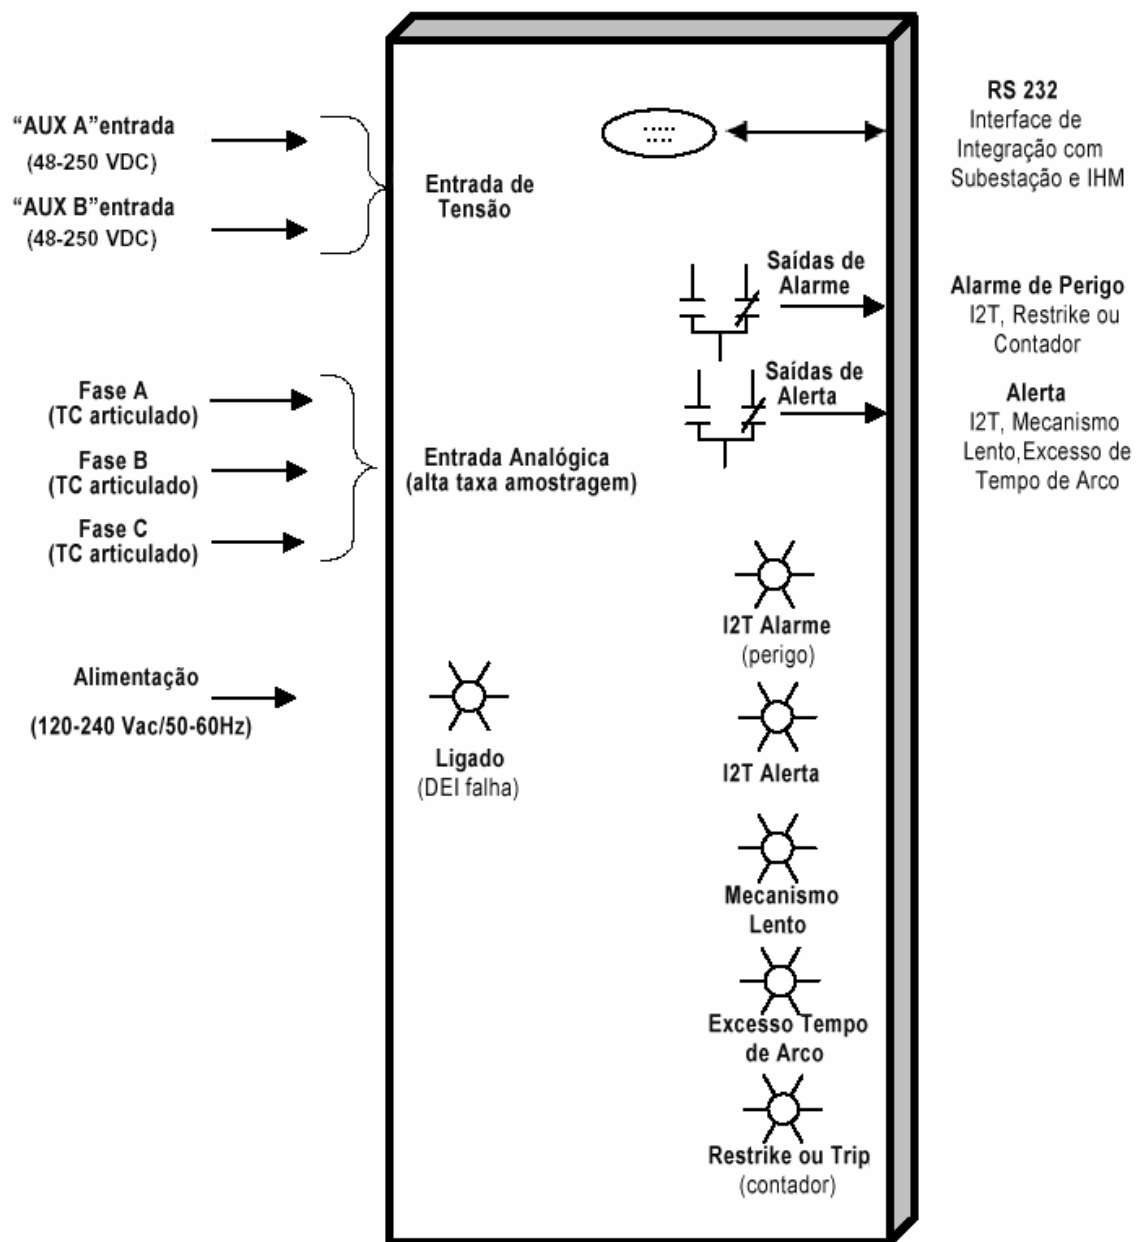 “AUX A”entrada
(48-250 VDC)
“AUX B”entrada
(48-250 VDC)
Entrada de
Tensão
RS 232
Interface de
Integração com
Subestação e IHM
Saídas de
Alarme
Alarme de Perigo
I2T, Restrike ou
Contador
Saídas de
Alerta
Alerta
I2T, Mecanismo
Lento,Excesso de
Tempo de Arco
Fase A
(TC articulado)
Fase B
(TC articulado)
Fase C
(TC articulado)
Entrada Analógica
(alta taxa amostragem)
I2T Alarme
(perigo)
Alimentação
(120-240 Vac/50-60Hz)
Ligado
(DEI falha)
I2T Alerta
Mecanismo
Lento
Excesso Tempo
de Arco
Restrike ou Trip
(contador)